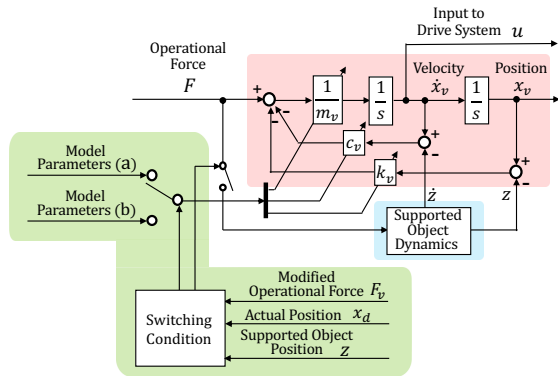 Input to
Drive System u
Operational
Force
F
Velocity
ẋ_v
Position
x_v
+
-
-
1
m_v
1
s
1
s
c_v
+
-
k_v
+
-
ż
z
Model
Parameters (a)
Model
Parameters (b)
Supported
Object
Dynamics
Switching
Condition
Modified
Operational Force F_v
Actual Position x_d
Supported Object
Position z